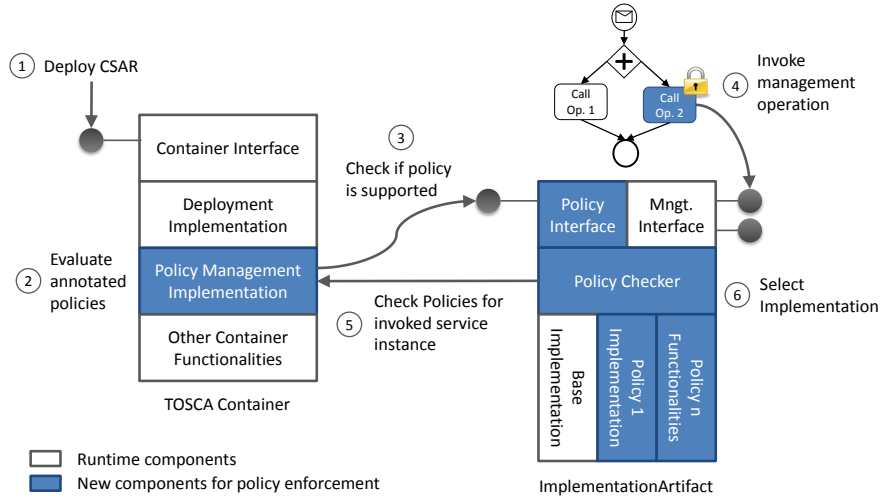 1
Deploy CSAR
Container Interface
Deployment
Implementation
Policy Management
Implementation
Other Container
Functionalities
TOSCA Container
2
Evaluate
annotated
policies
3
Check if policy
is supported
Call
Op. 1
Call
Op. 2
4
Invoke
management
operation
Policy
Interface
Mngt.
Interface
Policy Checker
5
Check Policies for
invoked service
instance
6
Select
Implementation
Base
Implementation
Policy 1
Implementation
Policy n
Functionalities
ImplementationArtifact
Runtime components
New components for policy enforcement